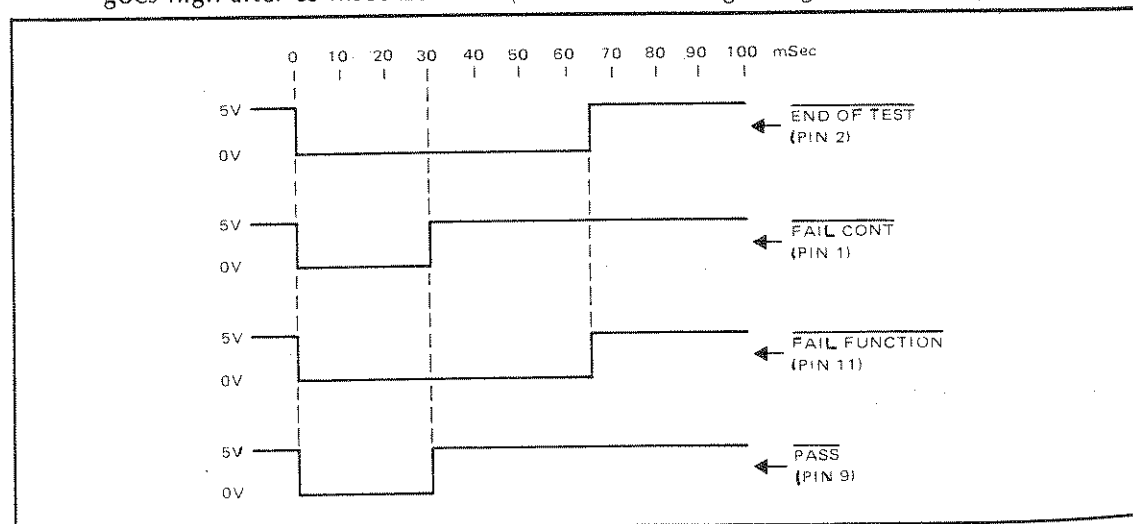 goes high after
0 10 20 30 40 50 60 70 80 90 100 mSec
5V
0V
END OF TEST
(PIN 2)
5V
0V
FAIL CONT
(PIN 1)
5V
0V
FAIL FUNCTION
(PIN 11)
5V
0V
PASS
(PIN 9)